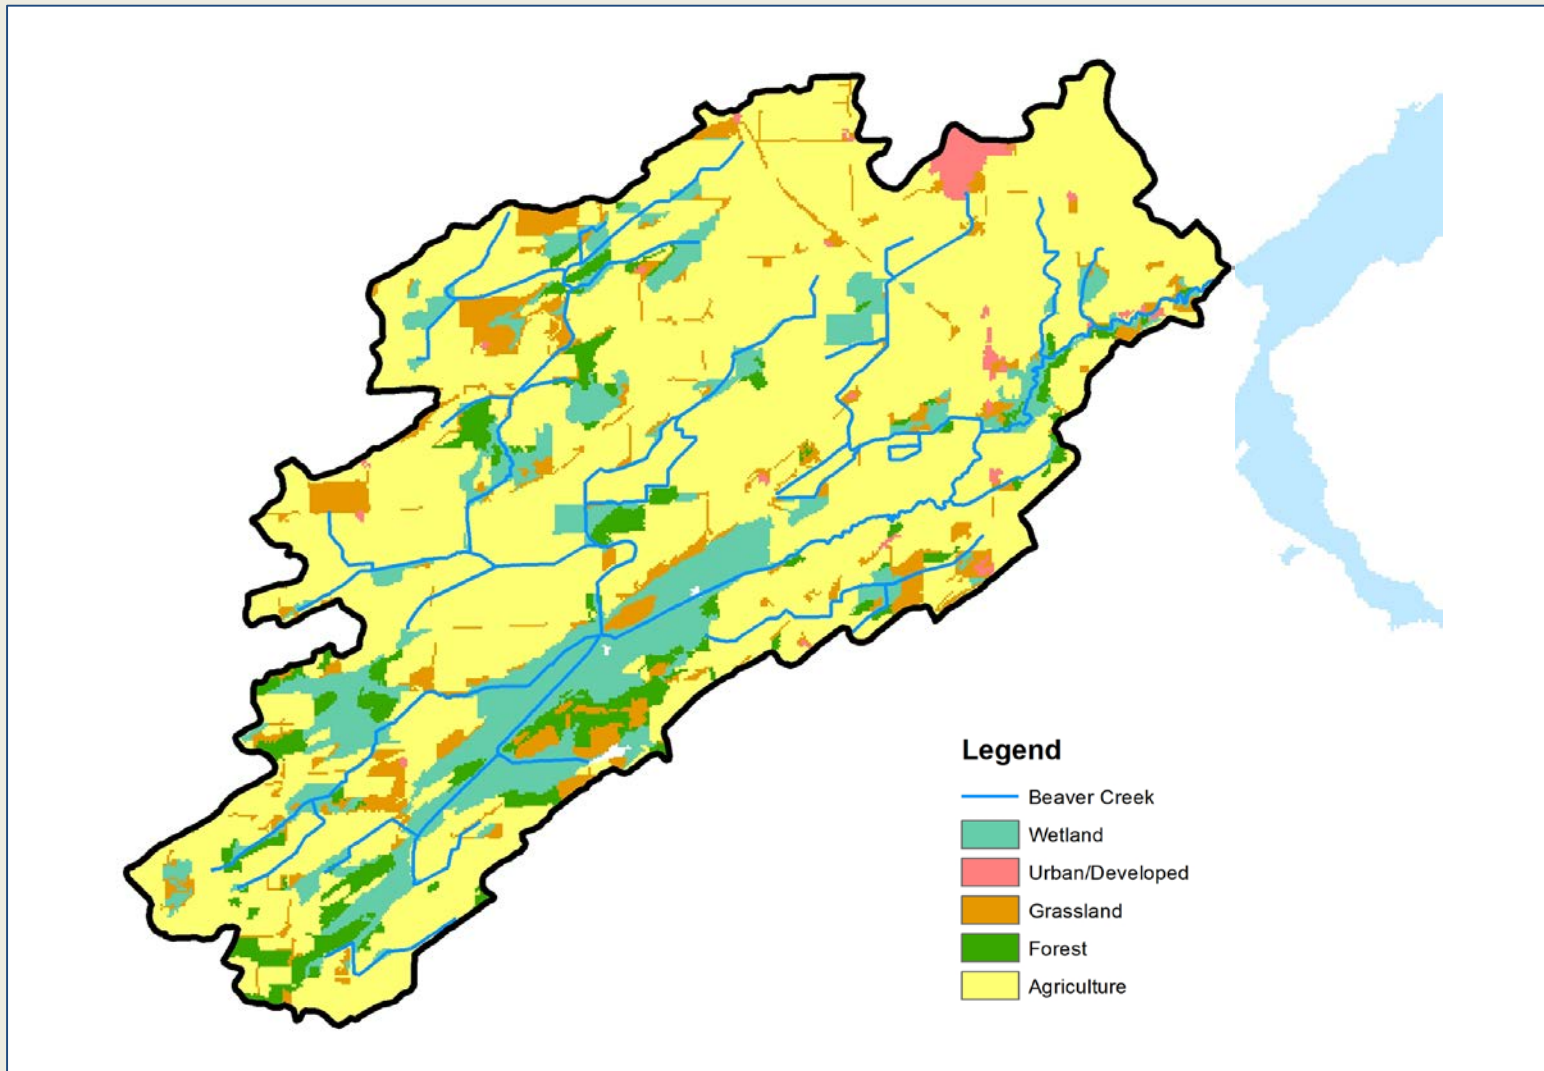 Legend
Beaver Creek
Wetland
Urban/Developed
Grassland
Forest
Agriculture